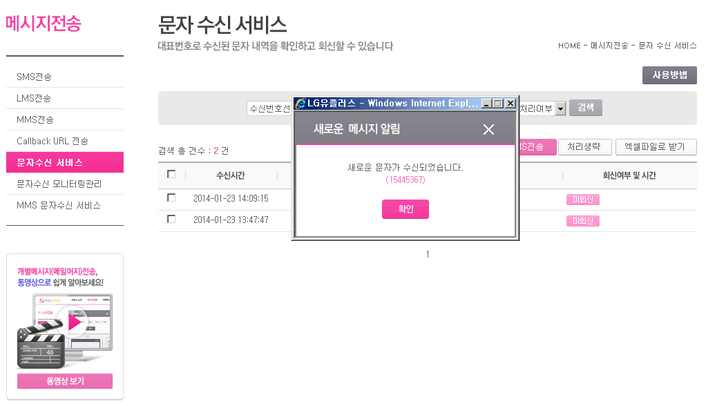 메시지전송
SMS전송
LMS전송
MMS전송
Callback URL 전송
문자수신 서비스
문자수신 모니터링관리
MMS 문자수신 서비스
개별메시지(메일머지)전송,
동영상으로 쉽게 알아보세요!
동영상 보기
문자 수신 서비스
대표번호로 수신된 문자 내역을 확인하고 회신할 수 있습니다
HOME - 메시지전송 - 문자 수신 서비스
사용방법
수신번호선
처리여부
검색
검색 총 건수 : 2 건
MS전송
처리생략
엑셀파일로 받기
수신시간
회신여부 및 시간
2014-01-23 14:09:15
미회신
2014-01-23 13:47:47
미회신
1
LG유플러스 - Windows Internet Expl...
새로운 메시지 알림
새로운 문자가 수신되었습니다.
(15445367)
확인